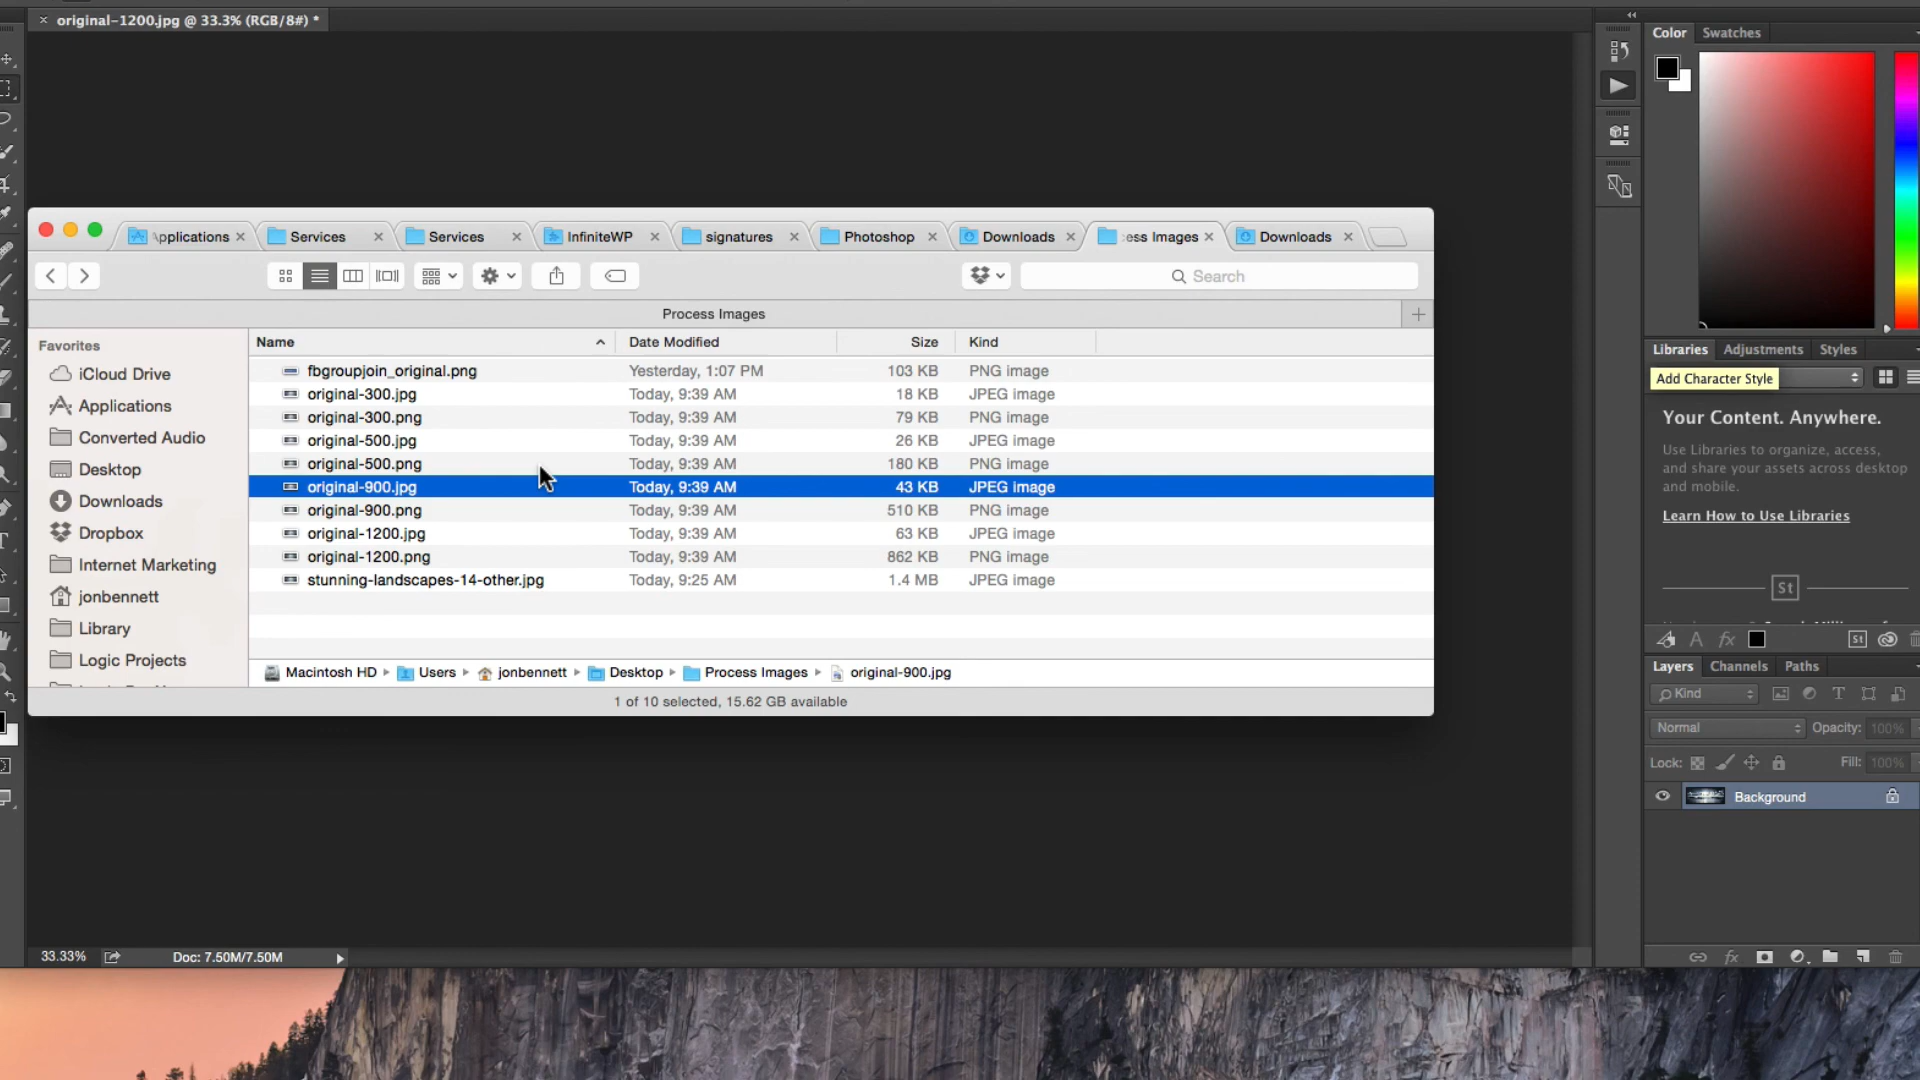 original-1200.jpg @ 33.3% (RGB/8#) *
Color Swatches
Applications Services Services InfiniteWP signatures Photoshop Downloads ess Images Downloads
Search
Process Images
Favorites
iCloud Drive
Applications
Converted Audio
Desktop
Downloads
Dropbox
Internet Marketing
jonbennett
Library
Logic Projects
Name Date Modified Size Kind
fbgroupjoin_original.png Yesterday, 1:07 PM 103 KB PNG image
original-300.jpg Today, 9:39 AM 18 KB JPEG image
original-300.png Today, 9:39 AM 79 KB PNG image
original-500.jpg Today, 9:39 AM 26 KB JPEG image
original-500.png Today, 9:39 AM 180 KB PNG image
original-900.jpg Today, 9:39 AM 43 KB JPEG image
original-900.png Today, 9:39 AM 510 KB PNG image
original-1200.jpg Today, 9:39 AM 63 KB JPEG image
original-1200.png Today, 9:39 AM 862 KB PNG image
stunning-landscapes-14-other.jpg Today, 9:25 AM 1.4 MB JPEG image
Macintosh HD Users jonbennett Desktop Process Images original-900.jpg
1 of 10 selected, 15.62 GB available
Libraries Adjustments Styles
Add Character Style
Your Content. Anywhere.
Use Libraries to organize, access,
and share your assets across desktop
and mobile.
Learn How to Use Libraries
St
A fx St
Layers Channels Paths
Kind T
Normal Opacity: 100%
Lock: Fill: 100%
Background
fx
33.33% Doc: 7.50M/7.50M